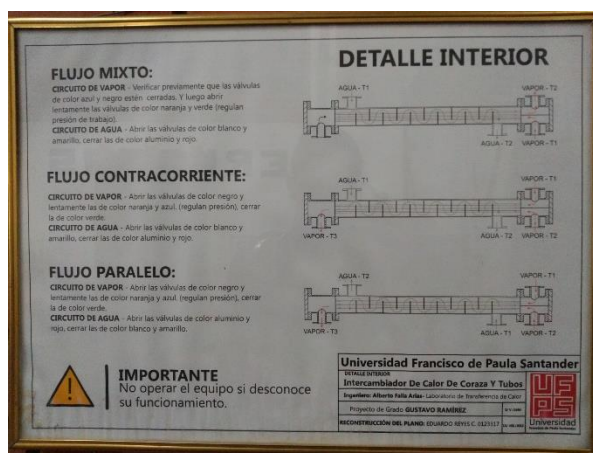 FLUJO MIXTO:
CIRCUITO DE VAPOR - Verificar previamente que las válvulas
de color azul y negro estén cerradas. Y luego abrir
lentamente las válvulas de color naranja y verde (regulan
presión de trabajo).
CIRCUITO DE AGUA - Abrir las válvulas de color blanco y
amarillo, cerrar las de color aluminio y rojo.
FLUJO CONTRACORRIENTE:
CIRCUITO DE VAPOR - Abrir las válvulas de color negro y
lentamente las de color naranja y azul. (regulan presión), cerrar
la de color verde.
CIRCUITO DE AGUA - Abrir las válvulas de color blanco y
amarillo, cerrar las de color aluminio y rojo.
FLUJO PARALELO:
CIRCUITO DE VAPOR - Abrir las válvulas de color negro y
lentamente las de color naranja y azul. (regulan presión), cerrar
la de color verde.
CIRCUITO DE AGUA - Abrir las válvulas de color aluminio y
rojo, cerrar las de color blanco y amarillo.
IMPORTANTE
No operar el equipo si desconoce
su funcionamiento.
DETALLE INTERIOR
AGUA - T1
VAPOR - T2
AGUA - T2
VAPOR - T1
AGUA - T1
VAPOR - T1
VAPOR - T3
AGUA - T2
VAPOR - T2
AGUA - T2
VAPOR - T1
VAPOR - T3
AGUA - T1
VAPOR - T2
Universidad Francisco de Paula Santander
DETALLE INTERIOR
Intercambiador De Calor De Coraza Y Tubos
Ingeniero: Alberto Falla Arias- Laboratorio de Transferencia de Calor
Proyecto de Grado GUSTAVO RAMÍREZ
RECONSTRUCCIÓN DEL PLANO: EDUARDO REYES C. 0123317
UFPS
Universidad
Francisco de Paula Santander